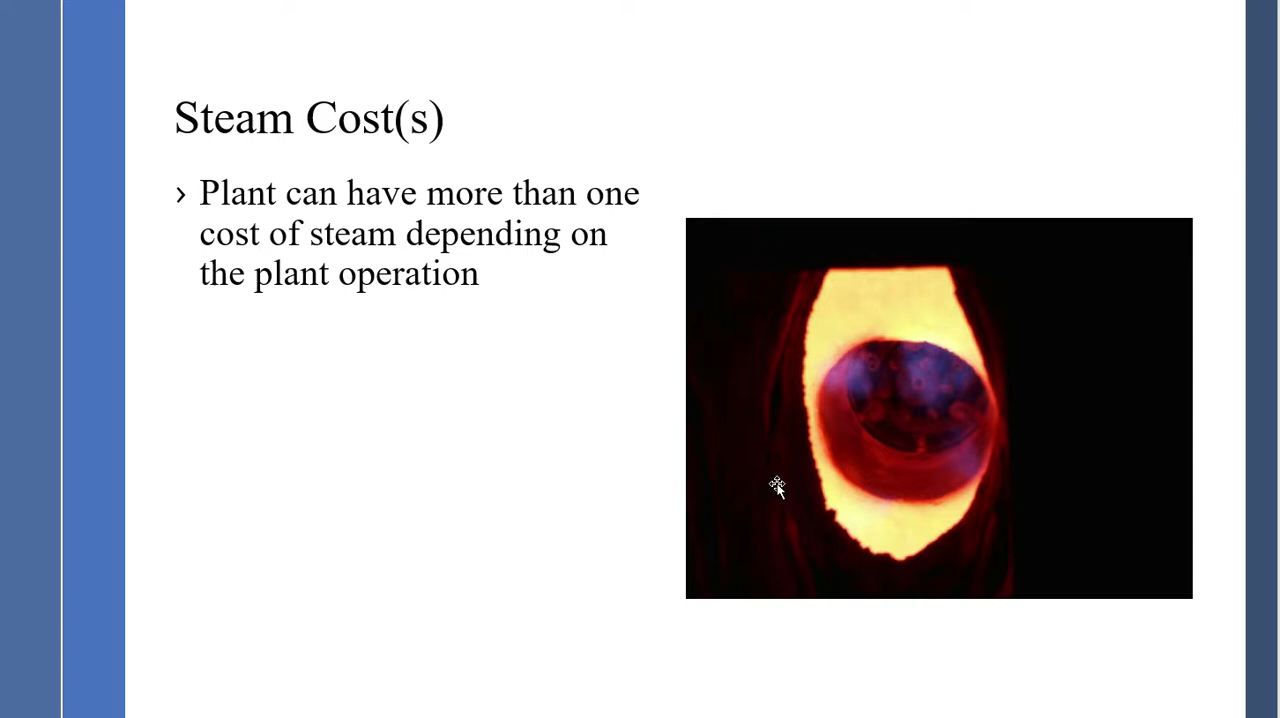 Steam Cost(s)
› Plant can have more than one
cost of steam depending on
the plant operation